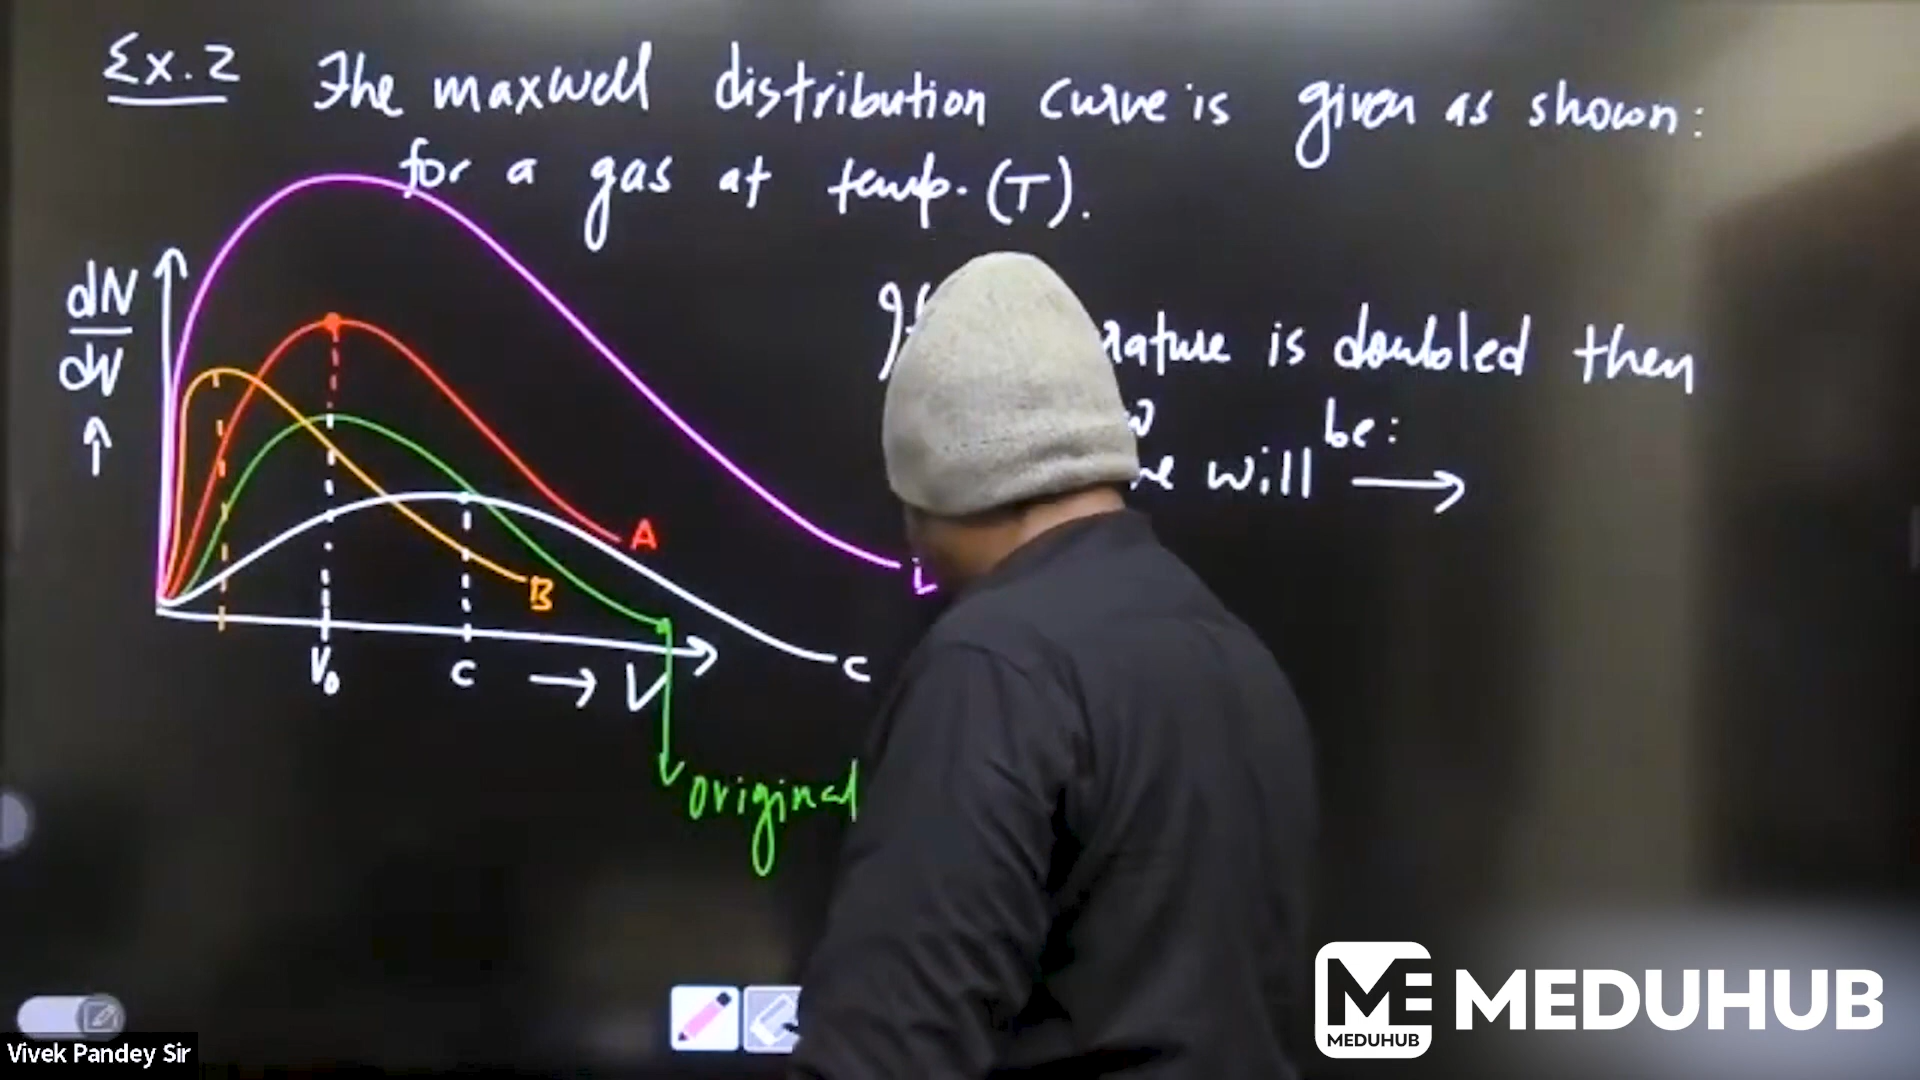 Ex.2 The maxwell distribution curve is given as shown:
for a gas at temp. (T).
dN
dV
rature is doubled then
be:
will
A
B
V₀ C V C
original
MEDUHUB
MEDUHUB
Vivek Pandey Sir